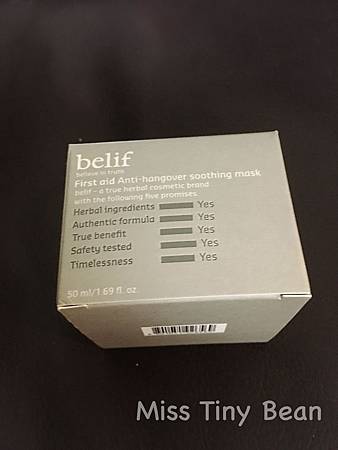 belif
believe in truth
First aid Anti-hangover soothing mask
belif - a true herbal cosmetic brand
with the following five promises
Herbal ingredients Yes
Authentic formula Yes
True benefit Yes
Safety tested Yes
Timelessness Yes
50 ml/1.69 fl. oz.
Miss Tiny Bean